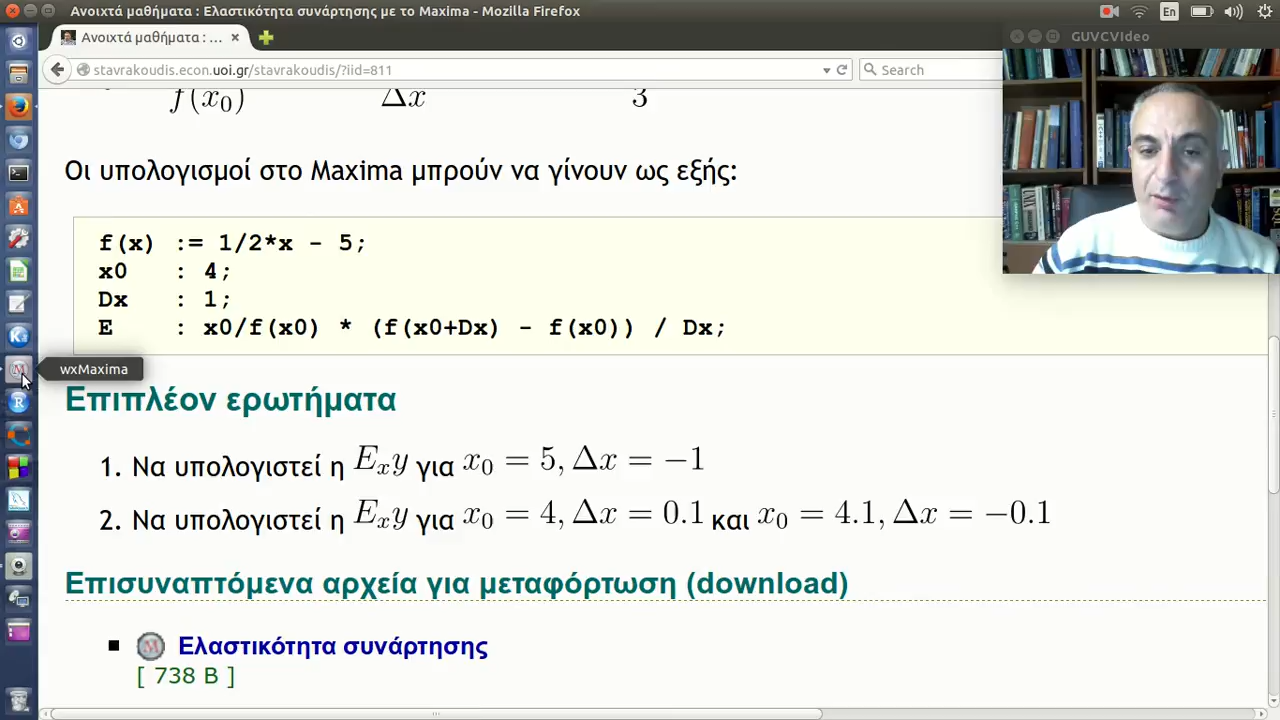 Ανοιχτά μαθήματα : Ελαστικότητα συνάρτησης με το Maxima - Mozilla Firefox
En
Ανοιχτά μαθήματα : ...
GUVCVideo
stavrakoudis.econ.uoi.gr/stavrakoudis/?iid=811
Search
f(x0) Δx 3
Οι υπολογισμοί στο Maxima μπρούν να γίνουν ως εξής:
f(x) := 1/2*x - 5;
x0 : 4;
Dx : 1;
E : x0/f(x0) * (f(x0+Dx) - f(x0)) / Dx;
wxMaxima
Επιπλέον ερωτήματα
1. Να υπολογιστεί η Exy για x0 = 5, Δx = −1
2. Να υπολογιστεί η Exy για x0 = 4, Δx = 0.1 και x0 = 4.1, Δx = −0.1
Επισυναπτόμενα αρχεία για μεταφόρτωση (download)
Ελαστικότητα συνάρτησης
[ 738 B ]